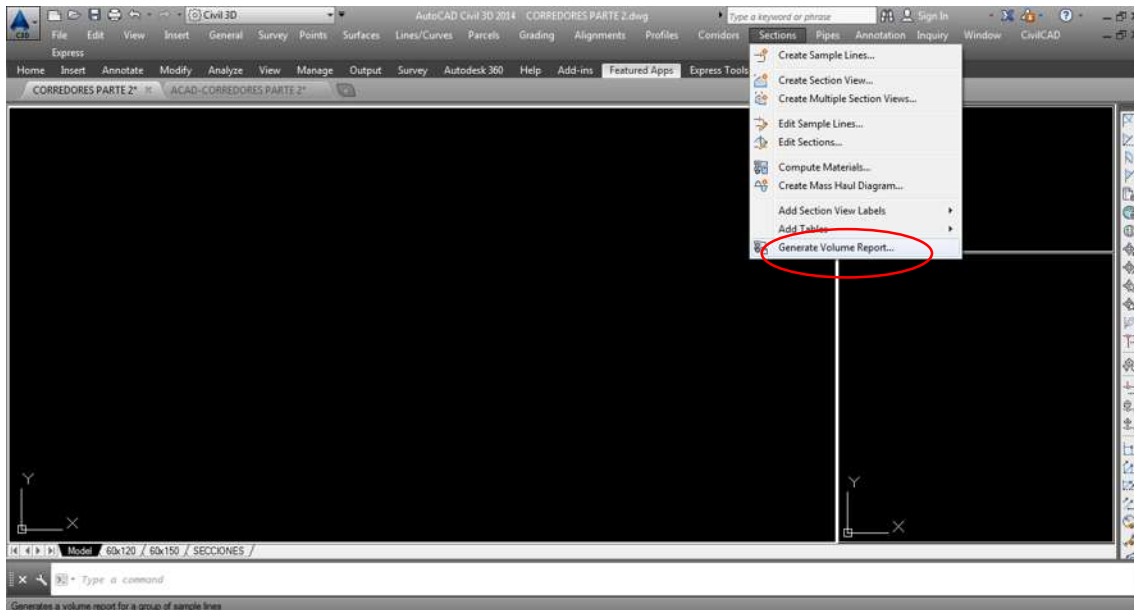 Civil 3D
AutoCAD Civil 3D 2014 CORREDORES PARTE 2.dwg
Type a keyword or phrase
Sign In
C3D
File Edit View Insert General Survey Points Surfaces Lines/Curves Parcels Grading Alignments Profiles Corridors Sections Pipes Annotation Inquiry Window CivilCAD
Express
Home Insert Annotate Modify Analyze View Manage Output Survey Autodesk 360 Help Add-ins Featured Apps Express Tools
CORREDORES PARTE 2* ACAD-CORREDORES PARTE 2*
Create Sample Lines...
Create Section View...
Create Multiple Section Views...
Edit Sample Lines...
Edit Sections...
Compute Materials...
Create Mass Haul Diagram...
Add Section View Labels
Add Tables
Generate Volume Report...
Y
X
Y
X
Model 60x120 60x150 SECCIONES
Type a command
Generates a volume report for a group of sample lines